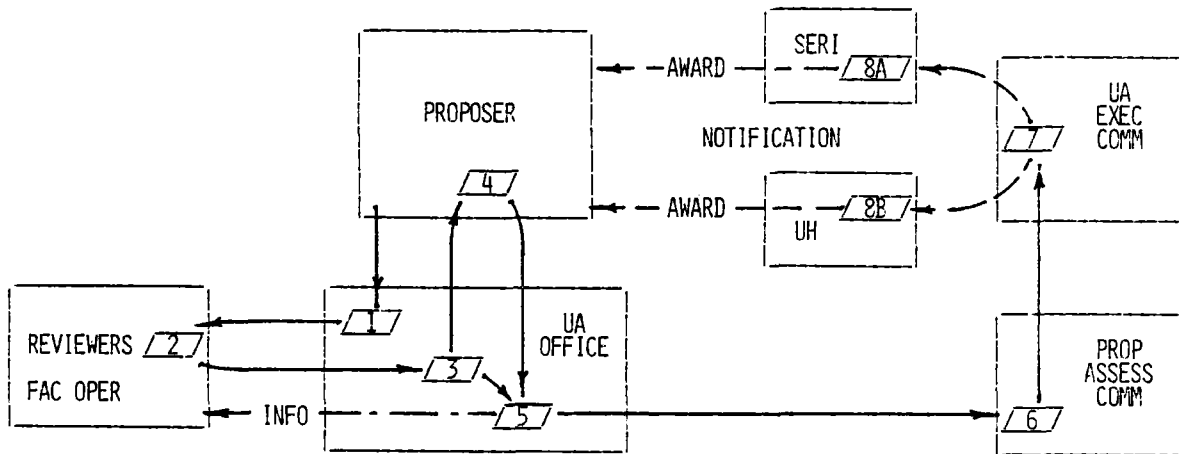 SERI
8A
AWARD
UA
EXEC
COMM
7
PROPOSER
NOTIFICATION
4
8B
AWARD
UH
1
UA
OFFICE
REVIEWERS
2
FAC OPER
3
PROP
ASSESS
COMM
INFO
5
6